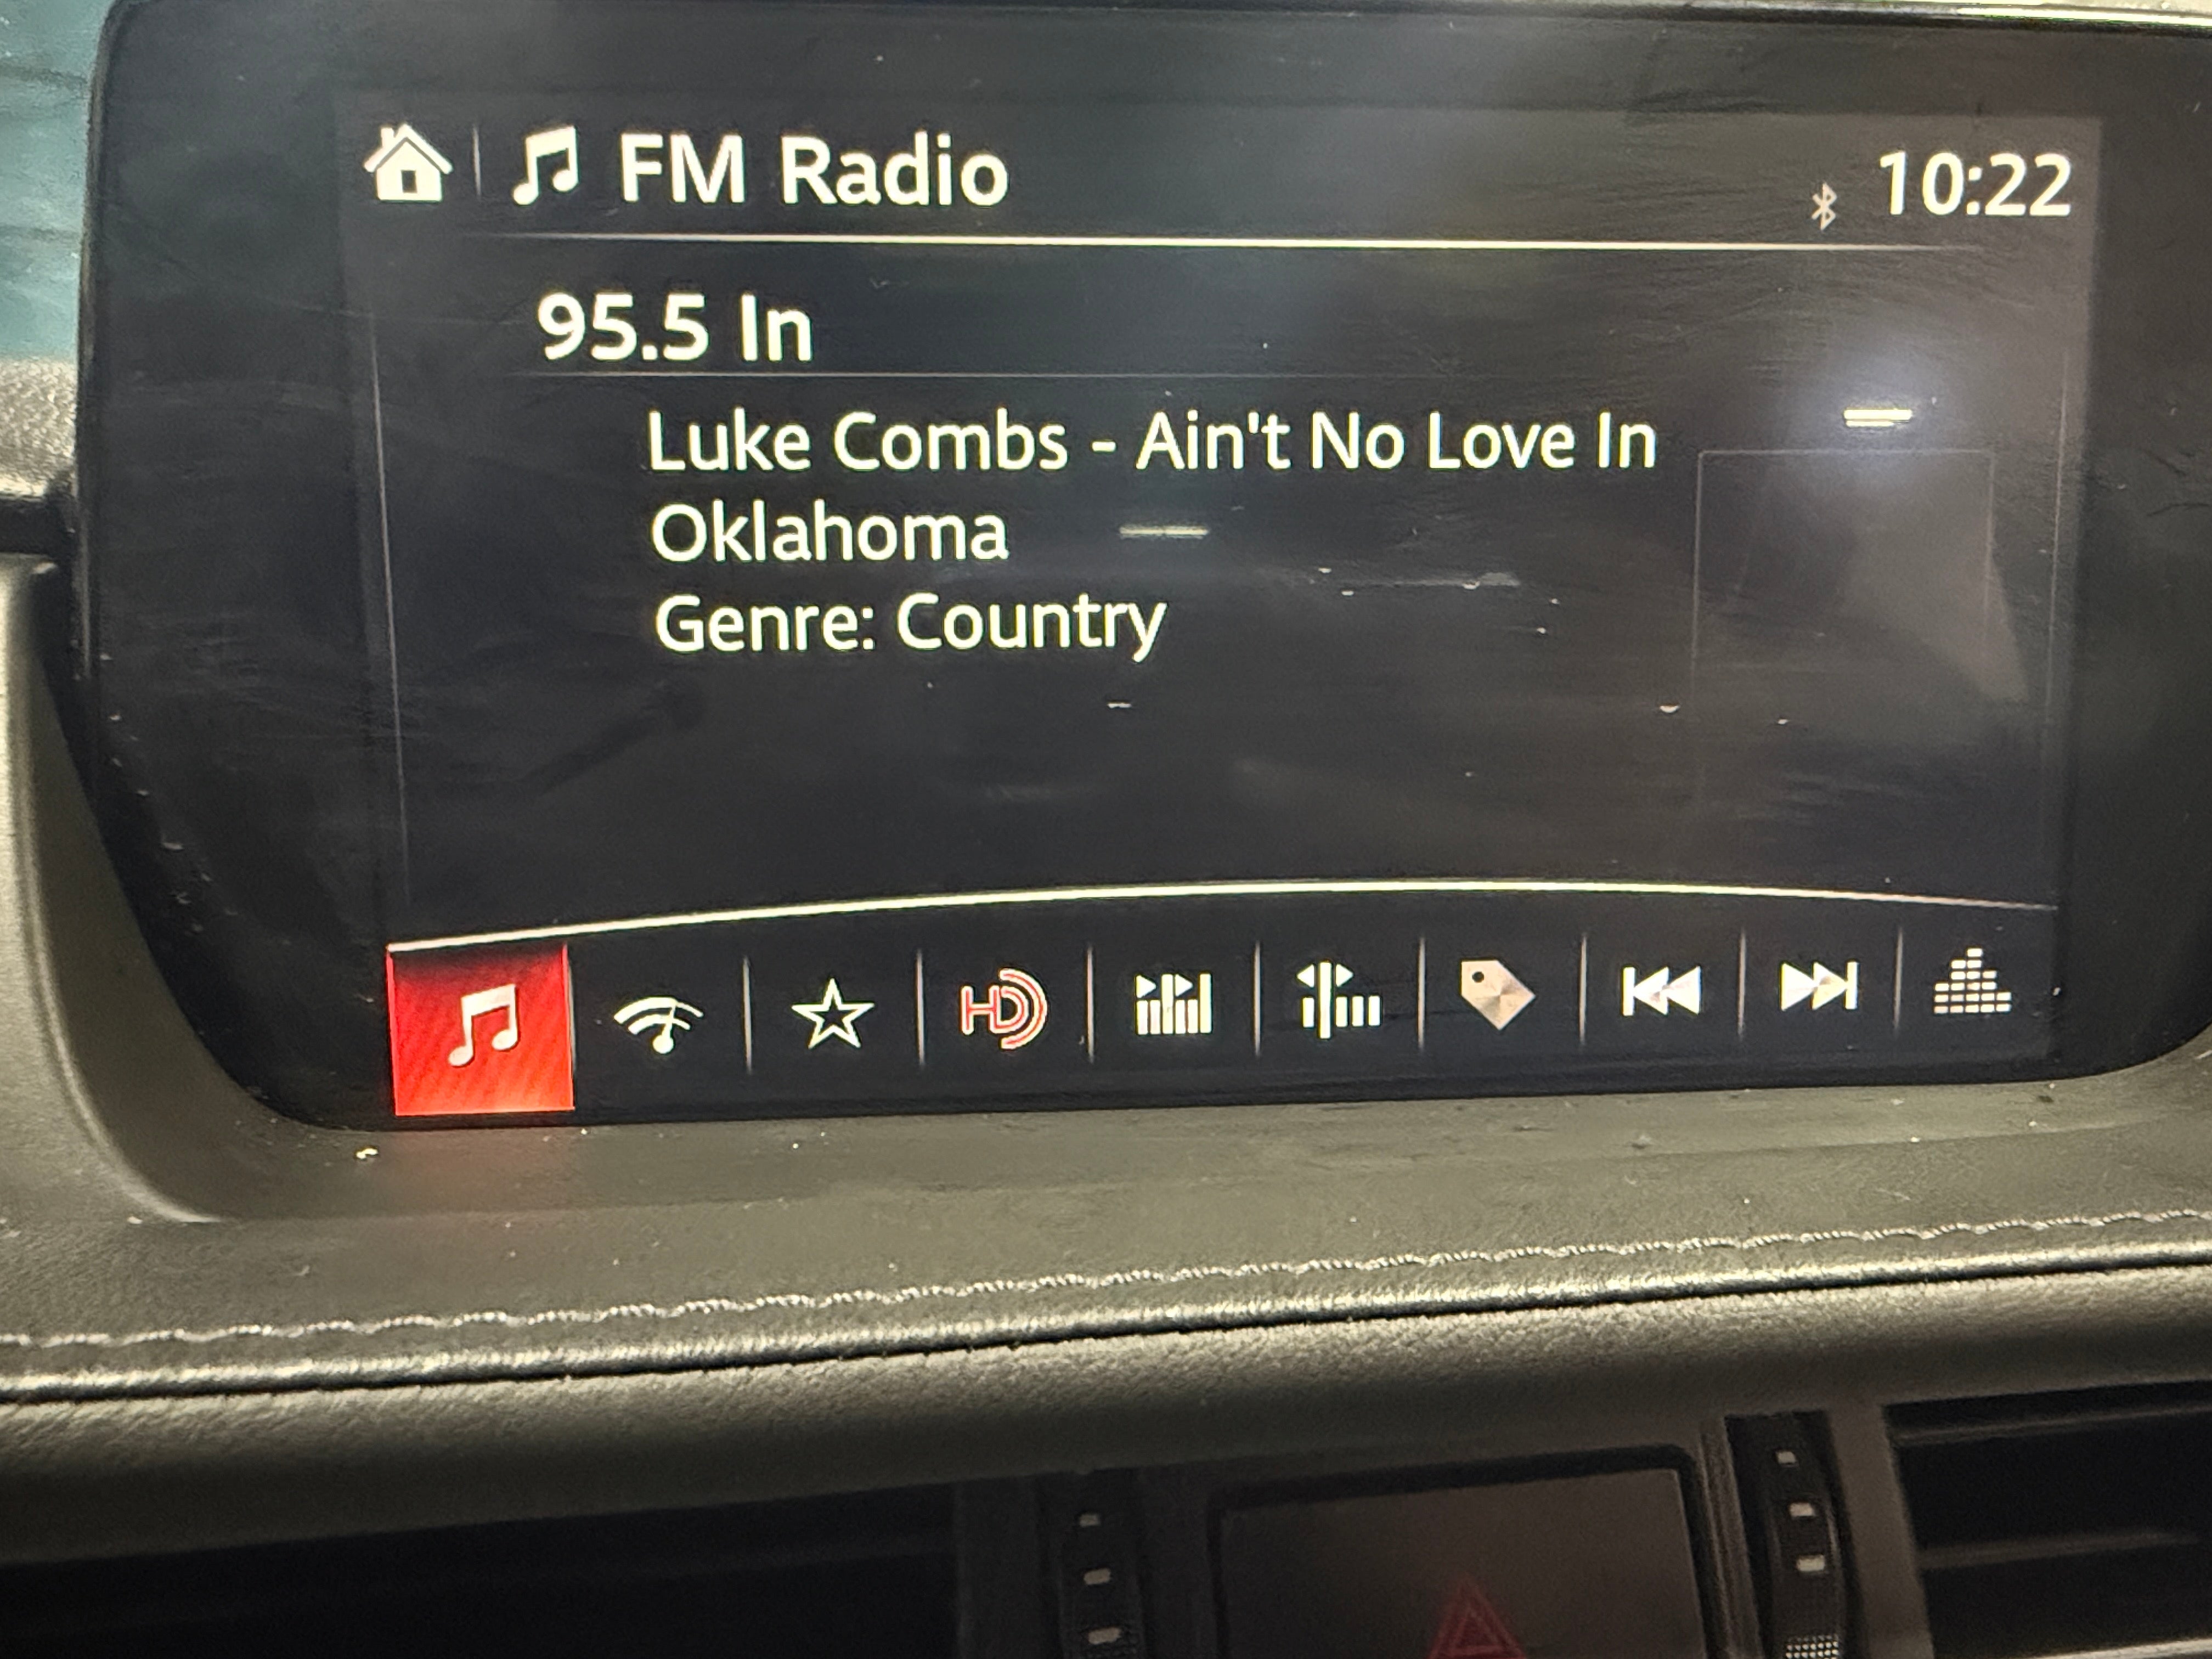 FM Radio
10:22
95.5 In
Luke Combs - Ain't No Love In
Oklahoma
Genre: Country
HD